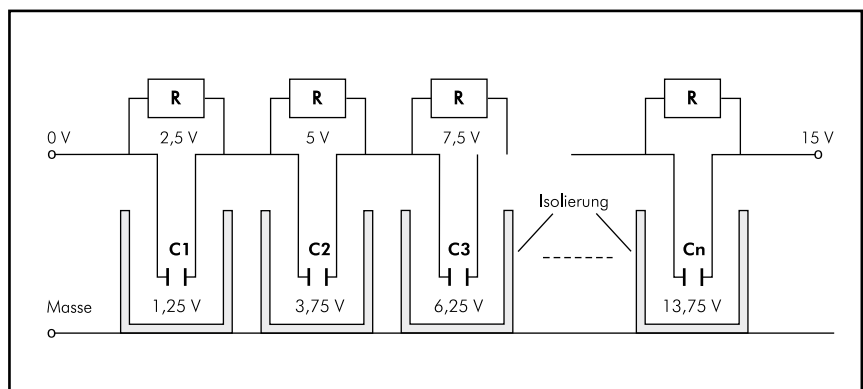 R R R R
0 V 2,5 V 5 V 7,5 V 15 V
Isolierung
C1 C2 C3 Cn
Masse 1,25 V 3,75 V 6,25 V 13,75 V